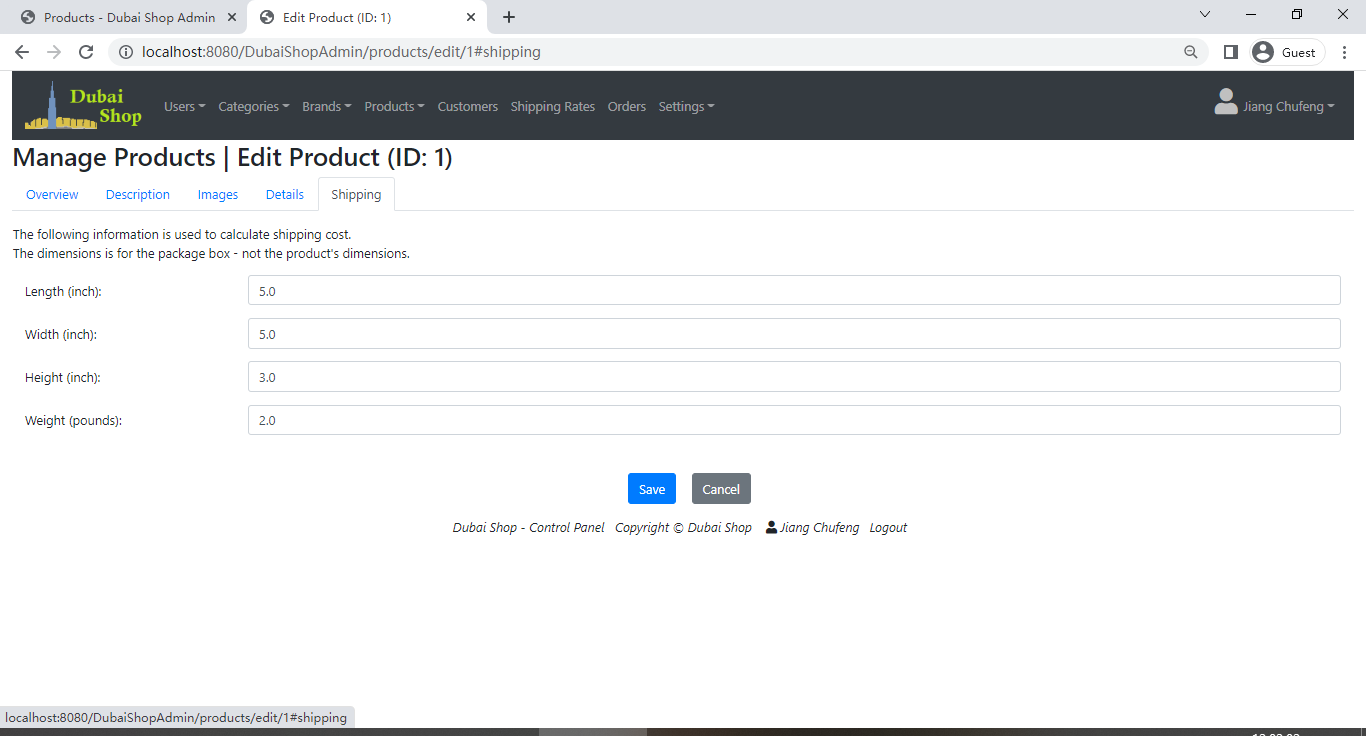 Products - Dubai Shop Admin
Edit Product (ID: 1)
localhost:8080/DubaiShopAdmin/products/edit/1#shipping
Guest
Dubai Shop
Users Categories Brands Products Customers Shipping Rates Orders Settings
Jiang Chufeng
Manage Products | Edit Product (ID: 1)
Overview Description Images Details Shipping
The following information is used to calculate shipping cost.
The dimensions is for the package box - not the product's dimensions.
Length (inch): 5.0
Width (inch): 5.0
Height (inch): 3.0
Weight (pounds): 2.0
Save Cancel
Dubai Shop - Control Panel Copyright © Dubai Shop Jiang Chufeng Logout
localhost:8080/DubaiShopAdmin/products/edit/1#shipping